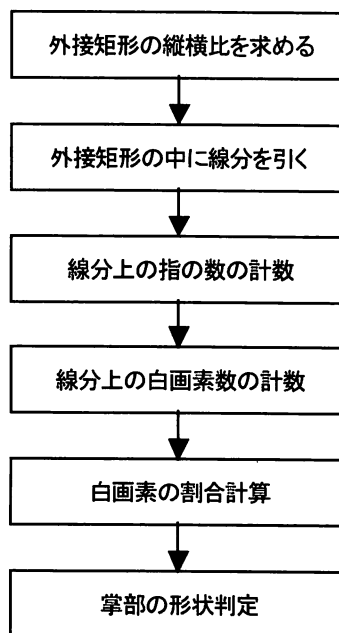 外接矩形の縦横比を求める
外接矩形の中に線分を引く
線分上の指の数の計数
線分上の白画素数の計数
白画素の割合計算
掌部の形状判定